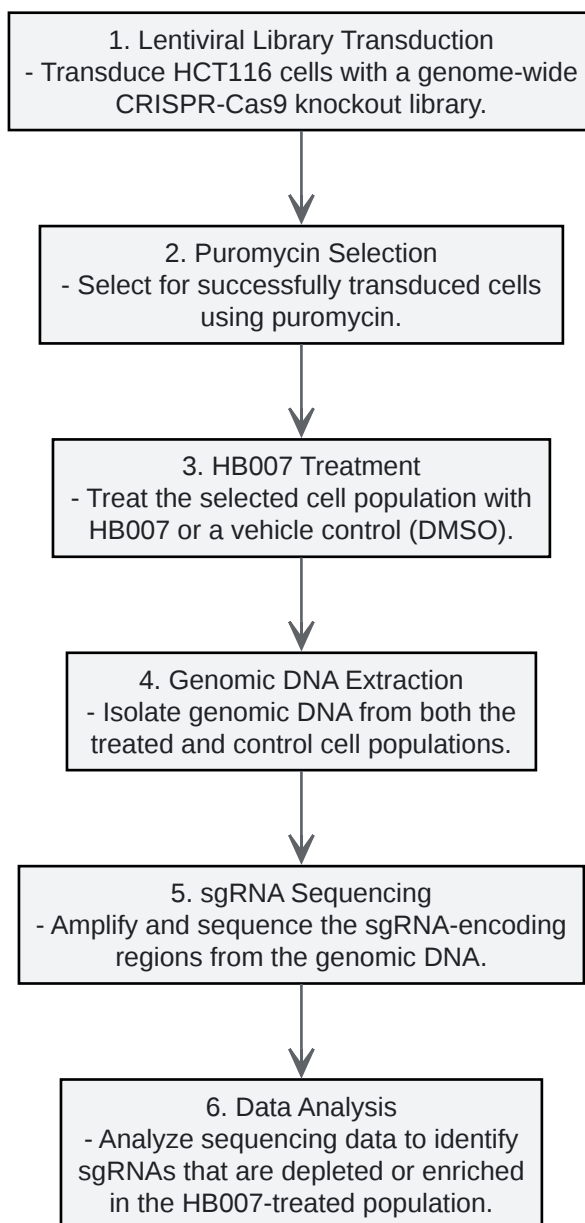 1. Lentiviral Library Transduction
- Transduce HCT116 cells with a genome-wide
CRISPR-Cas9 knockout library.
2. Puromycin Selection
- Select for successfully transduced cells
using puromycin.
3. HB007 Treatment
- Treat the selected cell population with
HB007 or a vehicle control (DMSO).
4. Genomic DNA Extraction
- Isolate genomic DNA from both the
treated and control cell populations.
5. sgRNA Sequencing
- Amplify and sequence the sgRNA-encoding
regions from the genomic DNA.
6. Data Analysis
- Analyze sequencing data to identify
sgRNAs that are depleted or enriched
in the HB007-treated population.